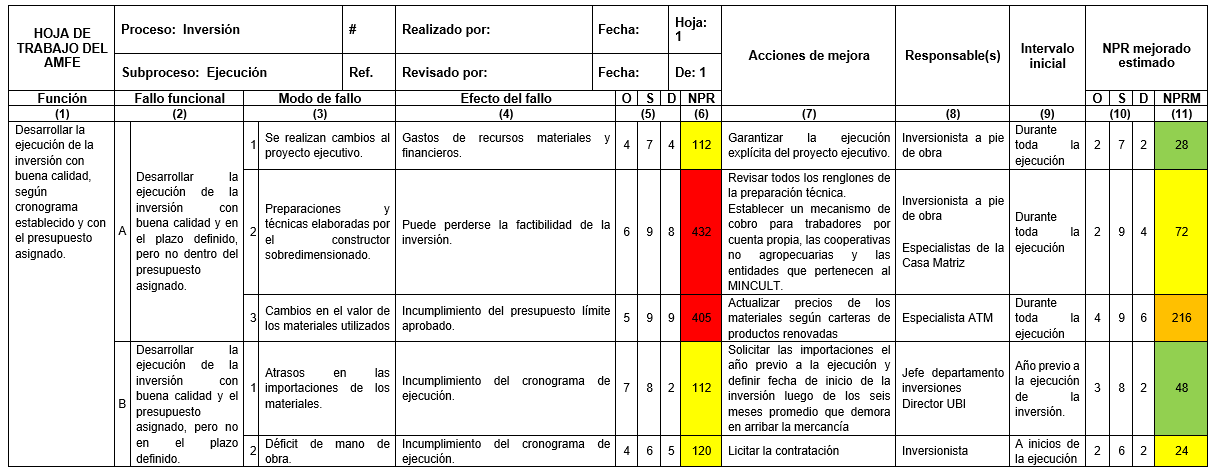 HOJA DE
TRABAJO DEL
AMFE
Proceso: Inversión
#
Realizado por:
Fecha:
Hoja:
1
Subproceso: Ejecución
Ref.
Revisado por:
Fecha:
De: 1
Acciones de mejora
Responsable(s)
Intervalo
inicial
NPR mejorado
estimado
Función
Fallo funcional
Modo de fallo
Efecto del fallo
O S D NPR
O S D NPRM
(1) (2) (3) (4) (5) (6) (7) (8) (9) (10) (11)
Desarrollar la
ejecución de la
inversión con
buena calidad,
según
cronograma
establecido y con
el presupuesto
asignado.
A
Desarrollar la
ejecución de la
inversión con
buena calidad y en
el plazo definido,
pero no dentro del
presupuesto
asignado.
1
Se realizan cambios al
proyecto ejecutivo.
Gastos de recursos materiales y
financieros.
4 7 4 112
Garantizar la ejecución
explícita del proyecto ejecutivo.
Inversionista a pie
de obra
Durante
toda la
ejecución
2 7 2 28
2
Preparaciones y
técnicas elaboradas por
el constructor
sobredimensionado.
Puede perderse la factibilidad de la
inversión.
6 9 8 432
Revisar todos los renglones de
la preparación técnica.
Establecer un mecanismo de
cobro para trabajadores por
cuenta propia, las cooperativas
no agropecuarias y las
entidades que pertenecen al
MINCULT.
Inversionista a pie
de obra
Especialistas de la
Casa Matriz
Durante
toda la
ejecución
2 9 4 72
3
Cambios en el valor de
los materiales utilizados
Incumplimiento del presupuesto límite
aprobado.
5 9 9 405
Actualizar precios de los
materiales según carteras de
productos renovadas
Especialista ATM
Durante
toda la
ejecución
4 9 6 216
B
Desarrollar la
ejecución de la
inversión con
buena calidad y el
presupuesto
asignado, pero no
en el plazo
definido.
1
Atrasos en las
importaciones de los
materiales.
Incumplimiento del cronograma de
ejecución.
7 8 2 112
Solicitar las importaciones el
año previo a la ejecución y
definir fecha de inicio de la
inversión luego de los seis
meses promedio que demora
en arribar la mercancía
Jefe departamento
inversiones
Director UBI
Año previo a
la ejecución
de la
inversión.
3 8 2 48
2
Déficit de mano de
obra.
Incumplimiento del cronograma de
ejecución.
4 6 5 120
Licitar la contratación
Inversionista
A inicios de
la ejecución
2 6 2 24